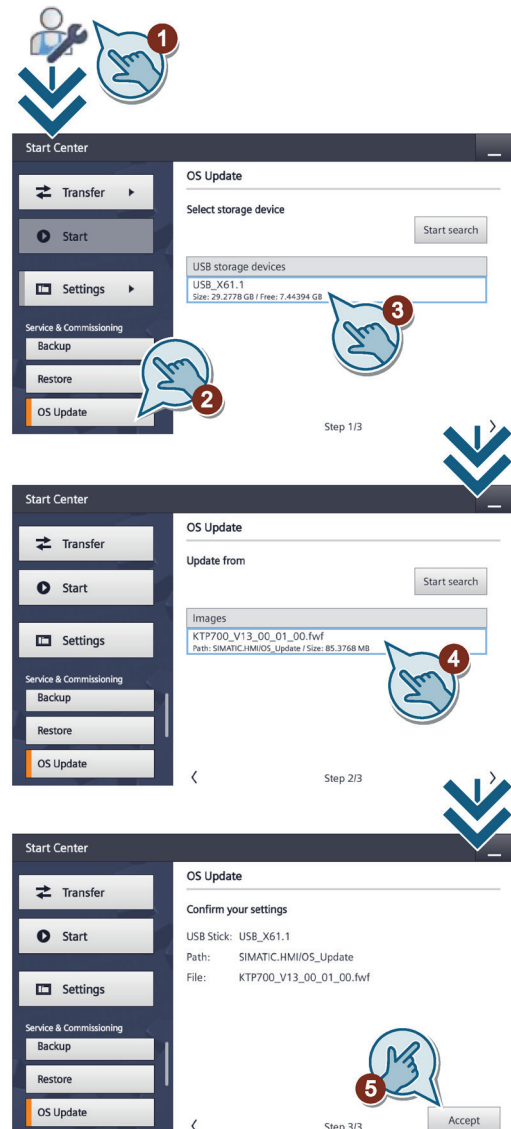 1
Start Center
Transfer
Start
Settings
Service & Commissioning
Backup
Restore
OS Update
2
OS Update
Select storage device
Start search
USB storage devices
USB_X61.1
Size: 29.2778 GB / Free: 7.44394 GB
3
Step 1/3
Start Center
Transfer
Start
Settings
Service & Commissioning
Backup
Restore
OS Update
OS Update
Update from
Start search
Images
KTP700_V13_00_01_00.fwf
Path: SIMATIC.HMI/OS_Update / Size: 85.3768 MB
4
Step 2/3
Start Center
Transfer
Start
Settings
Service & Commissioning
Backup
Restore
OS Update
OS Update
Confirm your settings
USB Stick: USB_X61.1
Path: SIMATIC.HMI/OS_Update
File: KTP700_V13_00_01_00.fwf
5
Step 3/3
Accept